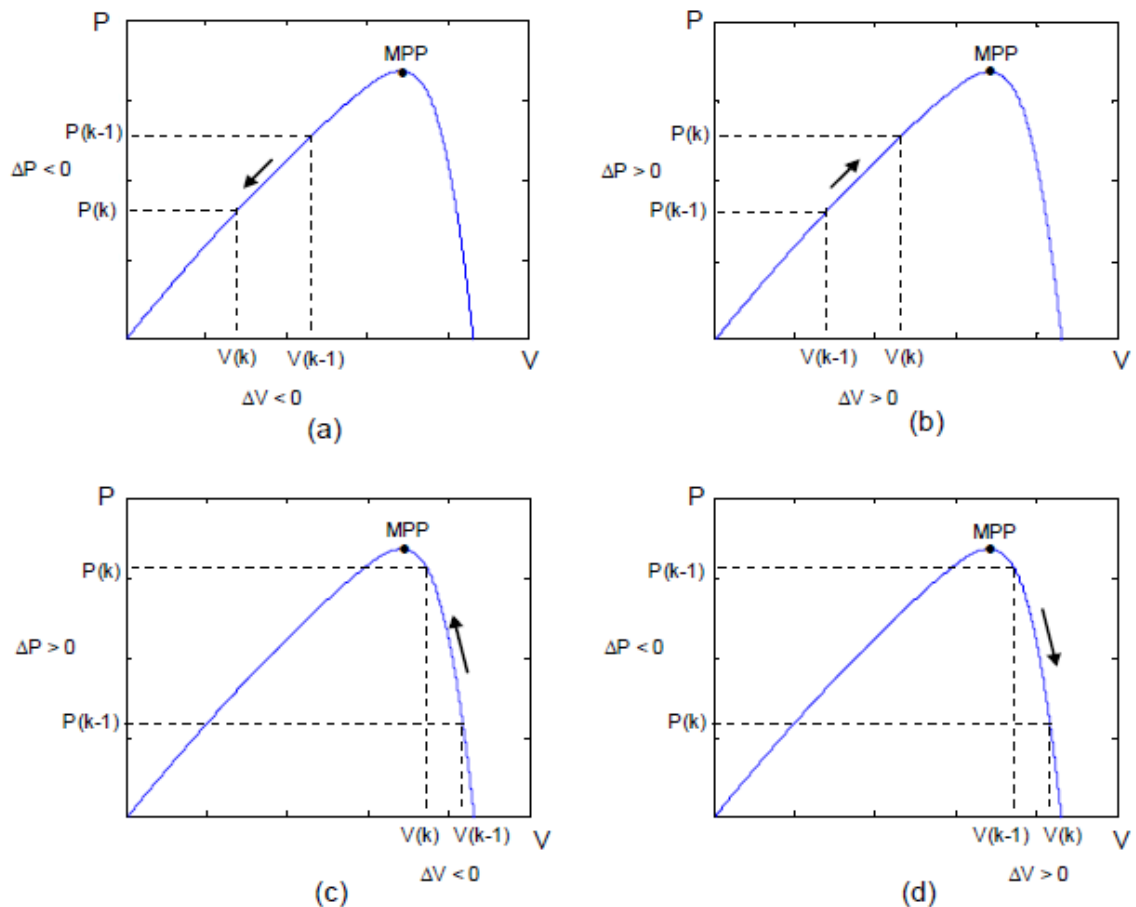 P
MPP
P(k-1)
ΔP < 0
P(k)
V(k)
V(k-1)
V
ΔV < 0
(a)
P
MPP
P(k)
ΔP > 0
P(k-1)
V(k-1)
V(k)
V
ΔV > 0
(b)
P
MPP
P(k)
ΔP > 0
P(k-1)
V(k)
V(k-1)
V
ΔV < 0
(c)
P
MPP
P(k-1)
ΔP < 0
P(k)
V(k-1)
V(k)
V
ΔV > 0
(d)